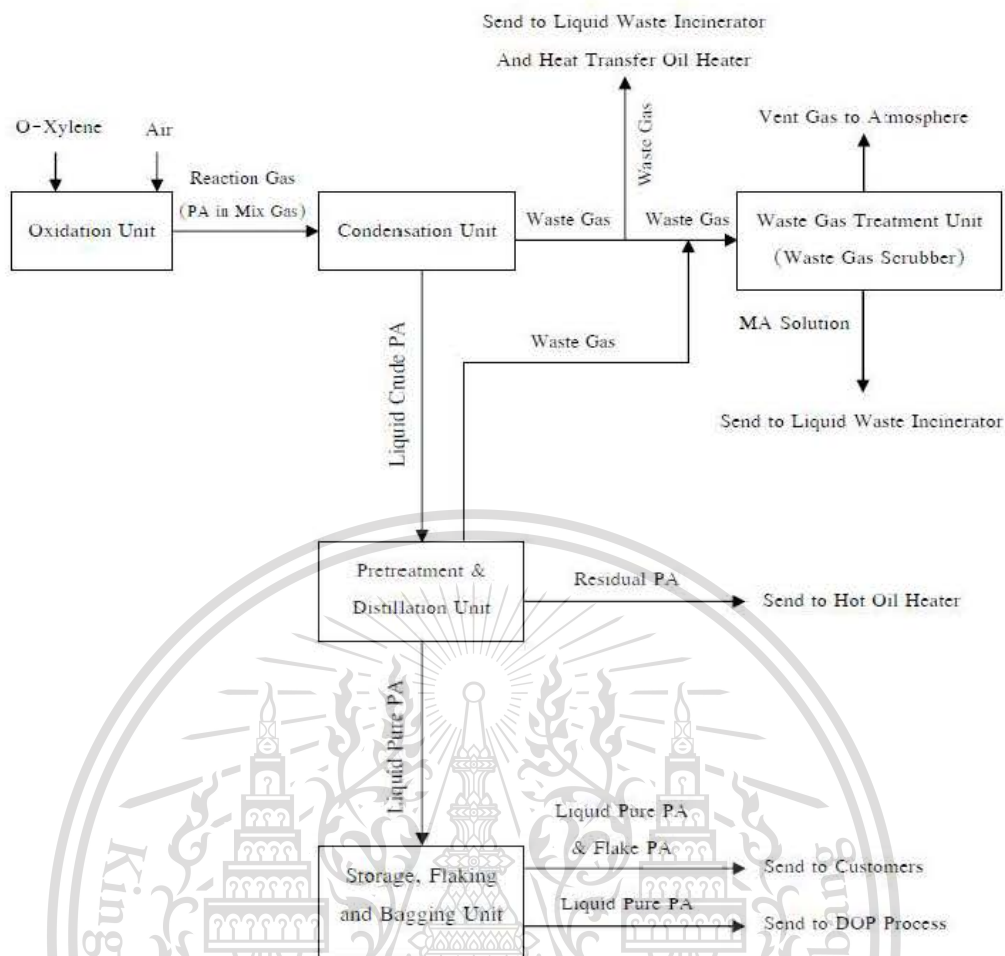 Send to Liquid Waste Incinerator
And Heat Transfer Oil Heater
O-Xylene
Air
Waste Gas
Vent Gas to Atmosphere
Reaction Gas
(PA in Mix Gas)
Oxidation Unit
Condensation Unit
Waste Gas
Waste Gas
Waste Gas Treatment Unit
(Waste Gas Scrubber)
MA Solution
Liquid Crude PA
Waste Gas
Send to Liquid Waste Incinerator
Pretreatment &
Distillation Unit
Residual PA
Send to Hot Oil Heater
Liquid Pure PA
Liquid Pure PA
& Flake PA
Storage, Flaking
and Bagging Unit
Send to Customers
Liquid Pure PA
Send to DOP Process
King